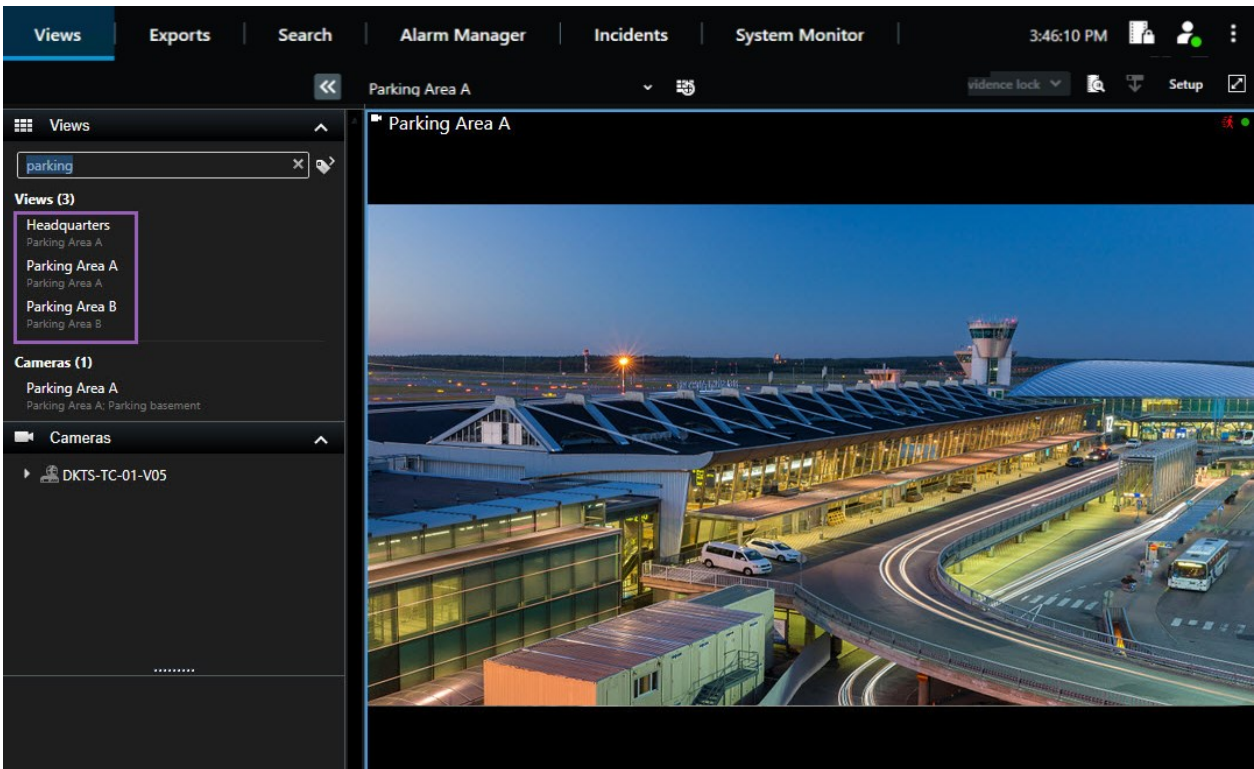 Views Exports Search Alarm Manager Incidents System Monitor 3:46:10 PM
Parking Area A vidence lock Setup
Views
Parking Area A
parking
Views (3)
Headquarters
Parking Area A
Parking Area A
Parking Area A
Parking Area B
Parking Area B
Cameras (1)
Parking Area A
Parking Area A; Parking basement
Cameras
DKTS-TC-01-V05